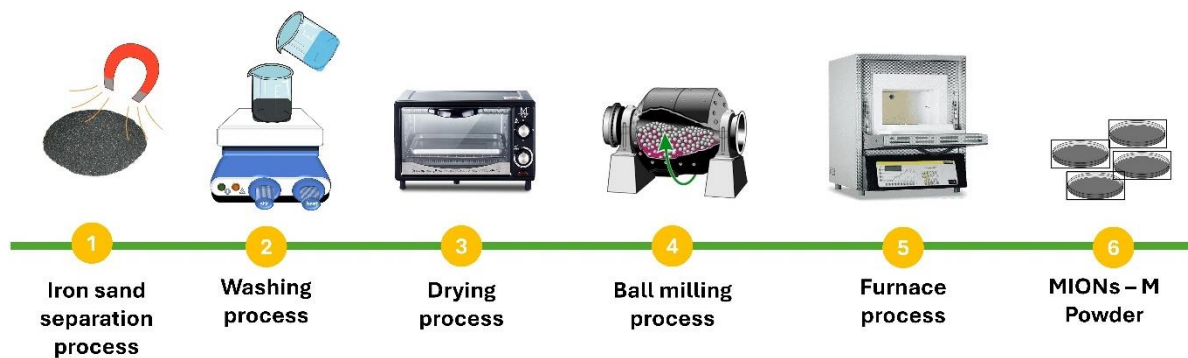 1
2
3
4
5
6
Iron sand
separation
process
Washing
process
Drying
process
Ball milling
process
Furnace
process
MIONs – M
Powder